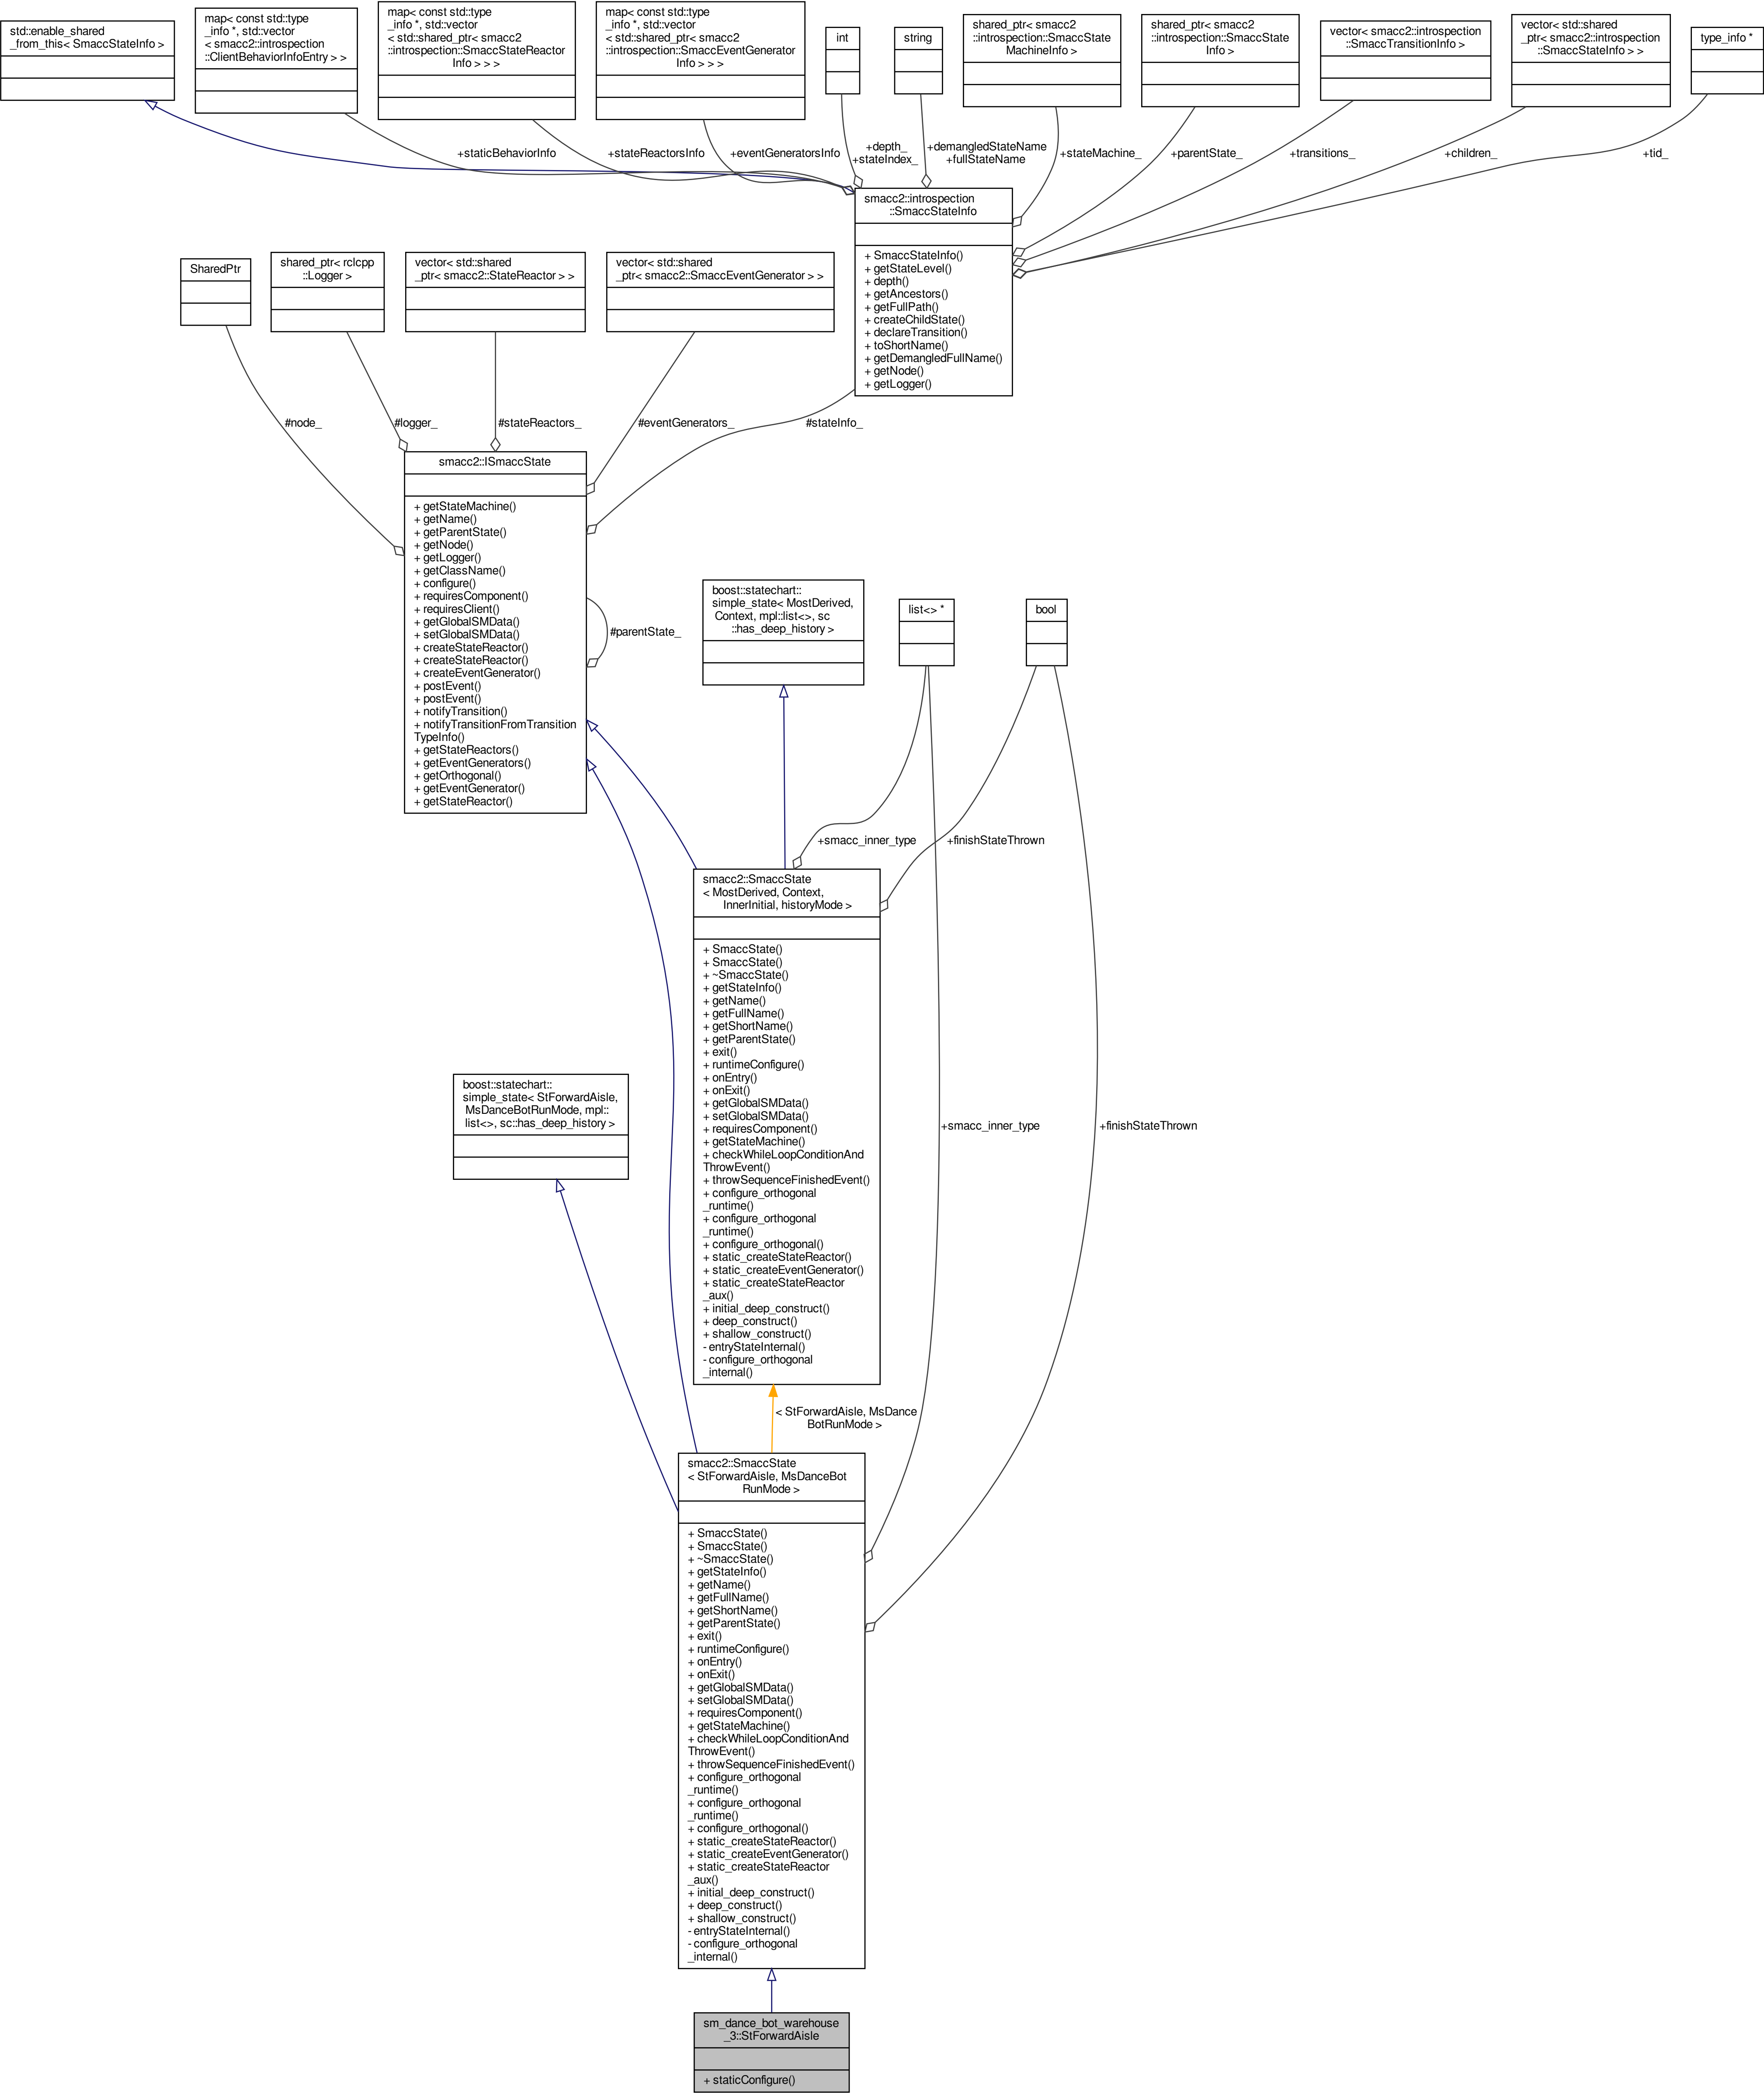 std::enable_shared
_from_this< SmaccStateInfo >
map< const std::type
_info *, std::vector
< smacc2::introspection
::ClientBehaviorInfoEntry > >
map< const std::type
_info *, std::vector
< std::shared_ptr< smacc2
::introspection::SmaccStateReactor
Info > > >
map< const std::type
_info *, std::vector
< std::shared_ptr< smacc2
::introspection::SmaccEventGenerator
Info > > >
int
string
shared_ptr< smacc2
::introspection::SmaccState
MachineInfo >
shared_ptr< smacc2
::introspection::SmaccState
Info >
vector< smacc2::introspection
::SmaccTransitionInfo >
vector< std::shared
_ptr< smacc2::introspection
::SmaccStateInfo > >
type_info *
+staticBehaviorInfo
+stateReactorsInfo
+eventGeneratorsInfo
+depth_
+stateIndex_
+demangledStateName
+fullStateName
+stateMachine_
+parentState_
+transitions_
+children_
+tid_
smacc2::introspection
::SmaccStateInfo
+ SmaccStateInfo()
+ getStateLevel()
+ depth()
+ getAncestors()
+ getFullPath()
+ createChildState()
+ declareTransition()
+ toShortName()
+ getDemangledFullName()
+ getNode()
+ getLogger()
SharedPtr
shared_ptr< rclcpp
::Logger >
vector< std::shared
_ptr< smacc2::StateReactor > >
vector< std::shared
_ptr< smacc2::SmaccEventGenerator > >
#node_
#logger_
#stateReactors_
#eventGenerators_
#stateInfo_
smacc2::ISmaccState
+ getStateMachine()
+ getName()
+ getParentState()
+ getNode()
+ getLogger()
+ getClassName()
+ configure()
+ requiresComponent()
+ requiresClient()
+ getGlobalSMData()
+ setGlobalSMData()
+ createStateReactor()
+ createStateReactor()
+ createEventGenerator()
+ postEvent()
+ postEvent()
+ notifyTransition()
+ notifyTransitionFromTransition
TypeInfo()
+ getStateReactors()
+ getEventGenerators()
+ getOrthogonal()
+ getEventGenerator()
+ getStateReactor()
#parentState_
boost::statechart::
simple_state< MostDerived,
Context, mpl::list<>, sc
::has_deep_history >
list<> *
bool
+smacc_inner_type
+finishStateThrown
smacc2::SmaccState
< MostDerived, Context,
InnerInitial, historyMode >
+ SmaccState()
+ SmaccState()
+ ~SmaccState()
+ getStateInfo()
+ getName()
+ getFullName()
+ getShortName()
+ getParentState()
+ exit()
+ runtimeConfigure()
+ onEntry()
+ onExit()
+ getGlobalSMData()
+ setGlobalSMData()
+ requiresComponent()
+ getStateMachine()
+ checkWhileLoopConditionAnd
ThrowEvent()
+ throwSequenceFinishedEvent()
+ configure_orthogonal
_runtime()
+ configure_orthogonal
_runtime()
+ configure_orthogonal()
+ static_createStateReactor()
+ static_createEventGenerator()
+ static_createStateReactor
_aux()
+ initial_deep_construct()
+ deep_construct()
+ shallow_construct()
- entryStateInternal()
- configure_orthogonal
_internal()
boost::statechart::
simple_state< StForwardAisle,
MsDanceBotRunMode, mpl::
list<>, sc::has_deep_history >
+smacc_inner_type
+finishStateThrown
< StForwardAisle, MsDance
BotRunMode >
smacc2::SmaccState
< StForwardAisle, MsDanceBot
RunMode >
+ SmaccState()
+ SmaccState()
+ ~SmaccState()
+ getStateInfo()
+ getName()
+ getFullName()
+ getShortName()
+ getParentState()
+ exit()
+ runtimeConfigure()
+ onEntry()
+ onExit()
+ getGlobalSMData()
+ setGlobalSMData()
+ requiresComponent()
+ getStateMachine()
+ checkWhileLoopConditionAnd
ThrowEvent()
+ throwSequenceFinishedEvent()
+ configure_orthogonal
_runtime()
+ configure_orthogonal
_runtime()
+ configure_orthogonal()
+ static_createStateReactor()
+ static_createEventGenerator()
+ static_createStateReactor
_aux()
+ initial_deep_construct()
+ deep_construct()
+ shallow_construct()
- entryStateInternal()
- configure_orthogonal
_internal()
sm_dance_bot_warehouse
_3::StForwardAisle
+ staticConfigure()